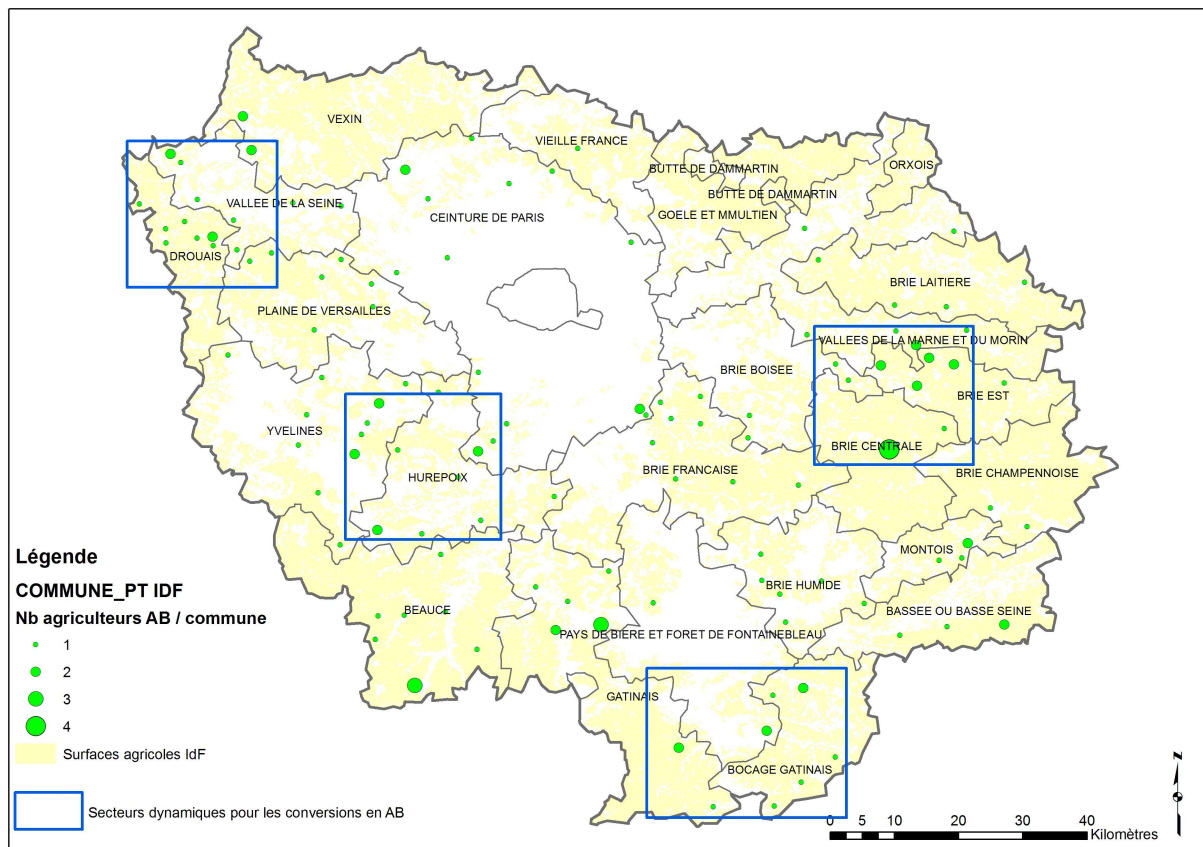 VEXIN
VIEILLE FRANCE
BUTTE DE DAMMARTIN
ORXOIS
BUTTE DE DAMMARTIN
VALLEE DE LA SEINE
CEINTURE DE PARIS
GOELE ET MMULTIEN
DROUAIS
BRIE LAITIERE
PLAINE DE VERSAILLES
VALLEES DE LA MARNE ET DU MORIN
BRIE BOISEE
BRIE EST
YVELINES
BRIE CENTRALE
HUREPOIX
BRIE FRANCAISE
BRIE CHAMPENNOISE
MONTOIS
BRIE HUMIDE
BEAUCE
BASSEE OU BASSE SEINE
PAYS DE BIERE ET FORET DE FONTAINEBLEAU
GATINAIS
BOCAGE GATINAIS
Légende
COMMUNE_PT IDF
Nb agriculteurs AB / commune
1
2
3
4
Surfaces agricoles IdF
Secteurs dynamiques pour les conversions en AB
N
0 5 10 20 30 40
Kilomètres